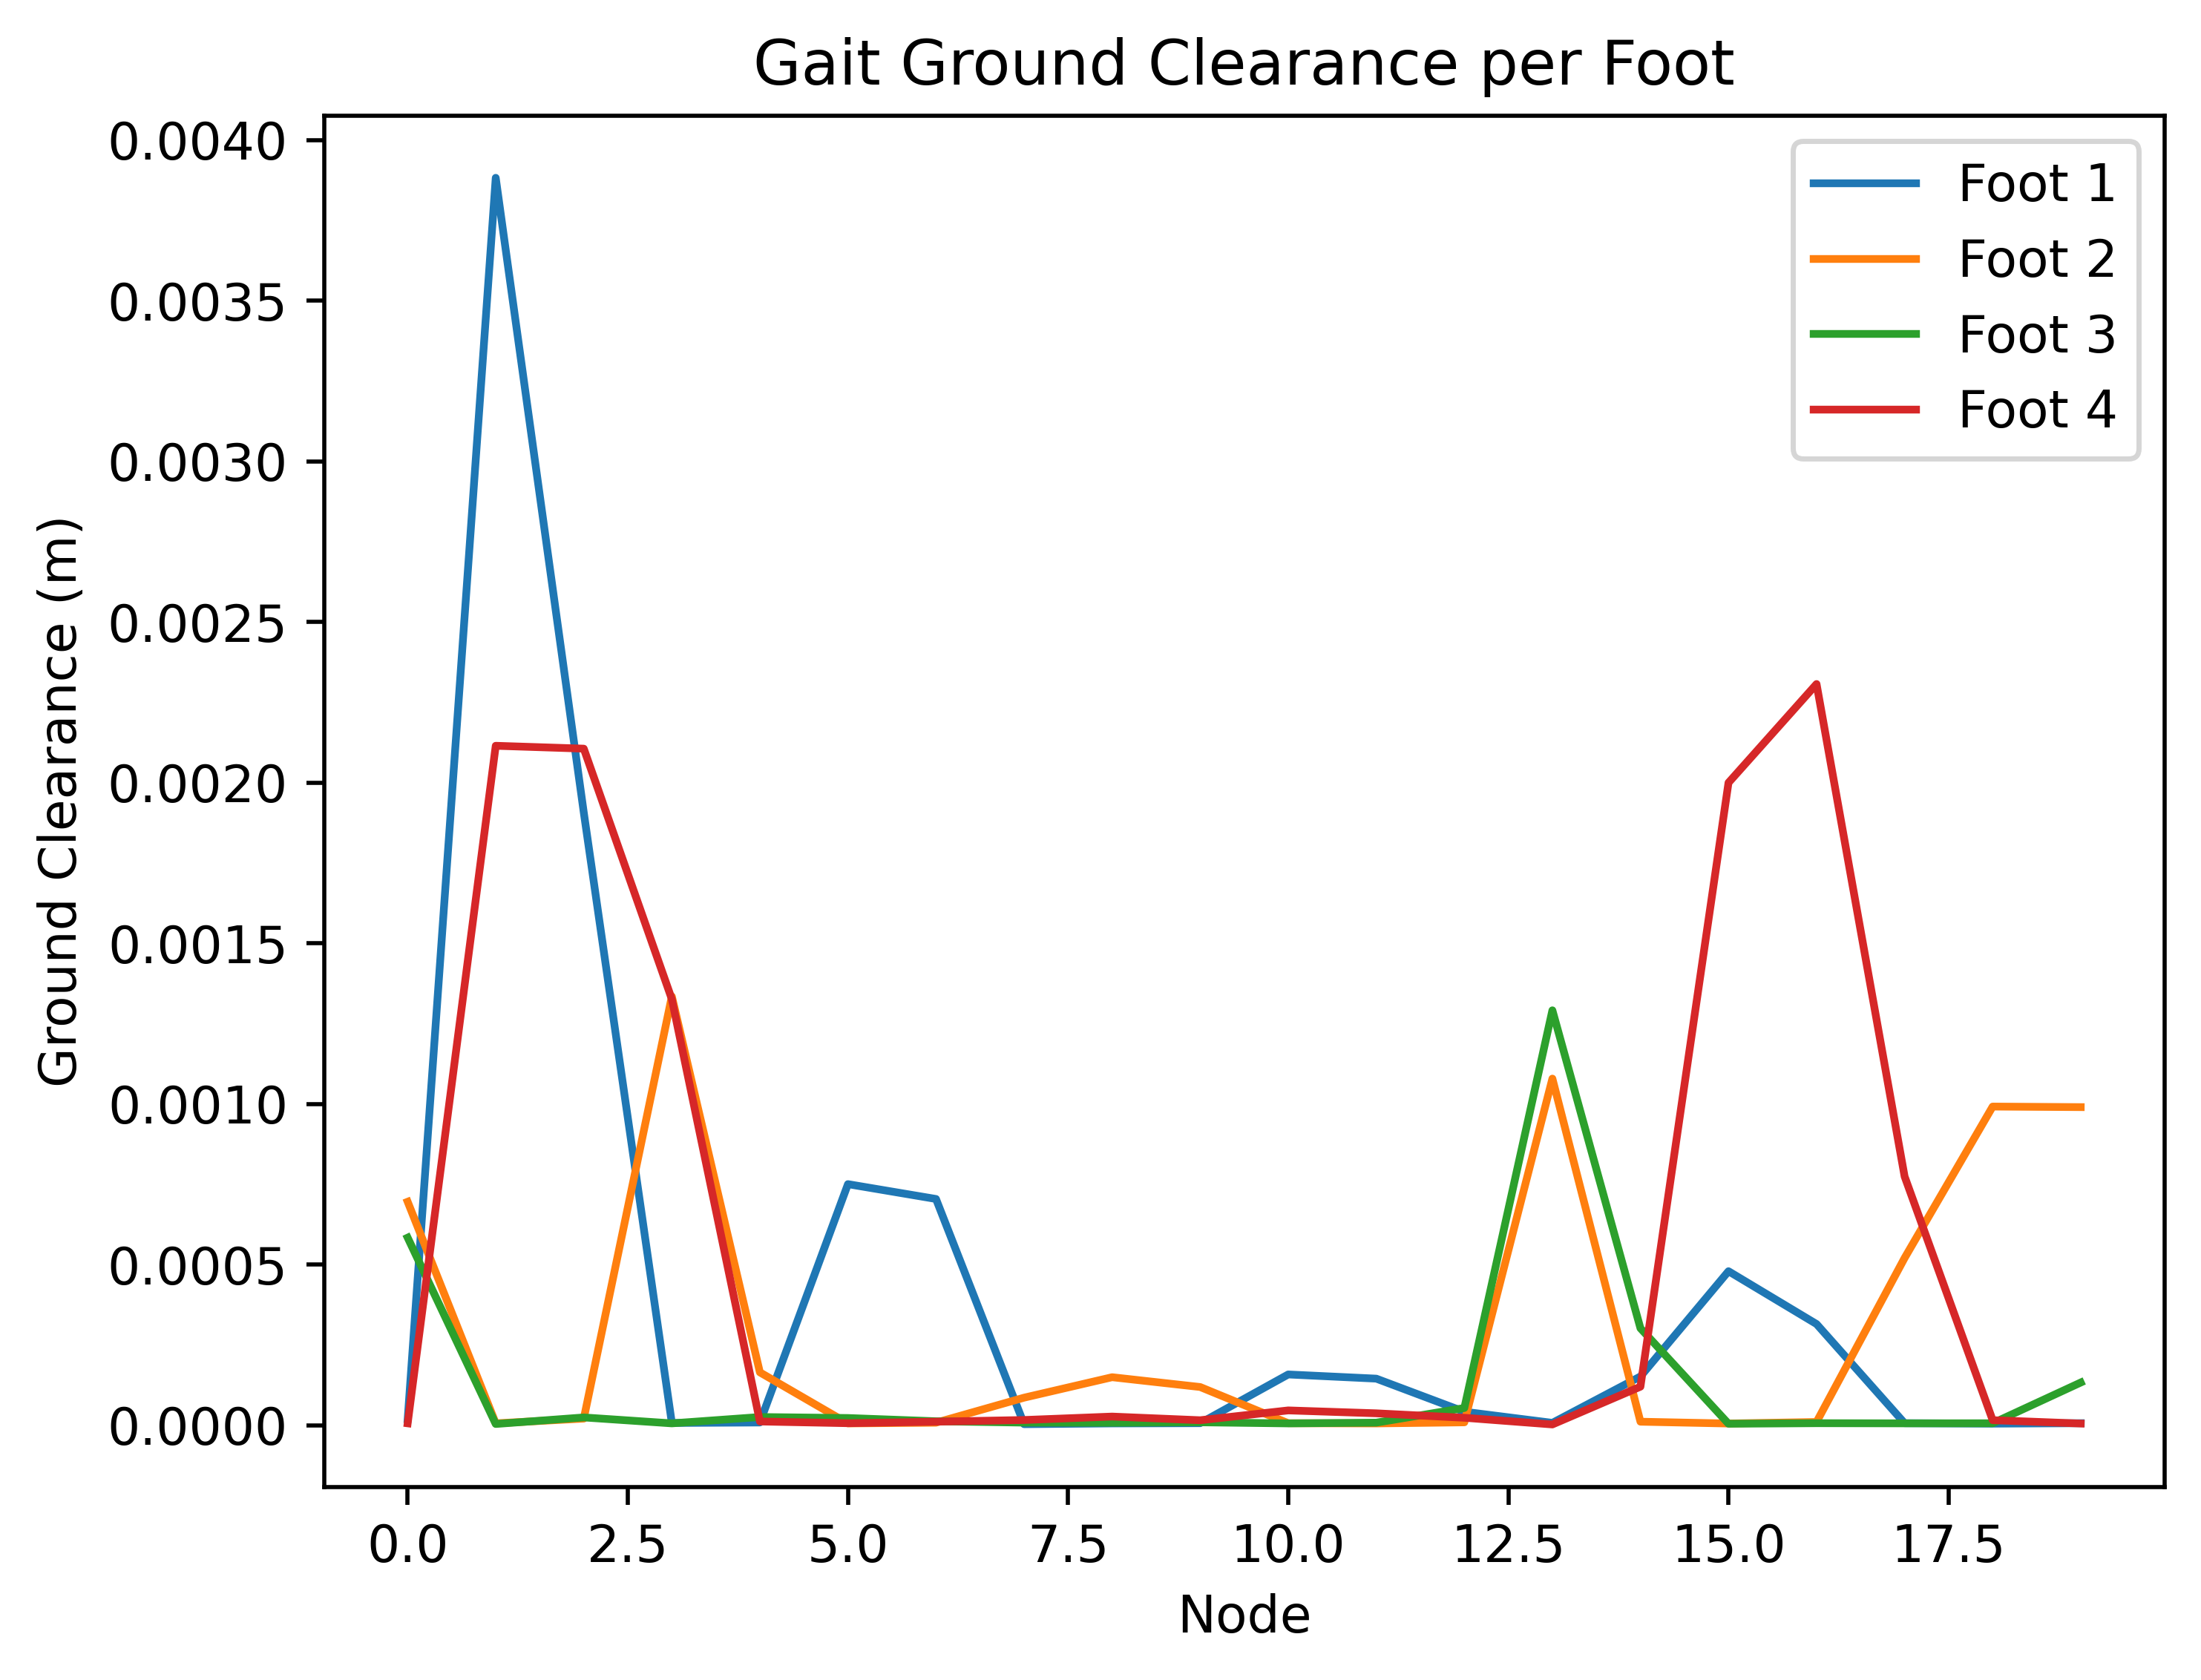 Gait Ground Clearance per Foot
0.0040
0.0035
0.0030
0.0025
0.0020
0.0015
0.0010
0.0005
0.0000
Ground Clearance (m)
Foot 1
Foot 2
Foot 3
Foot 4
0.0 2.5 5.0 7.5 10.0 12.5 15.0 17.5
Node